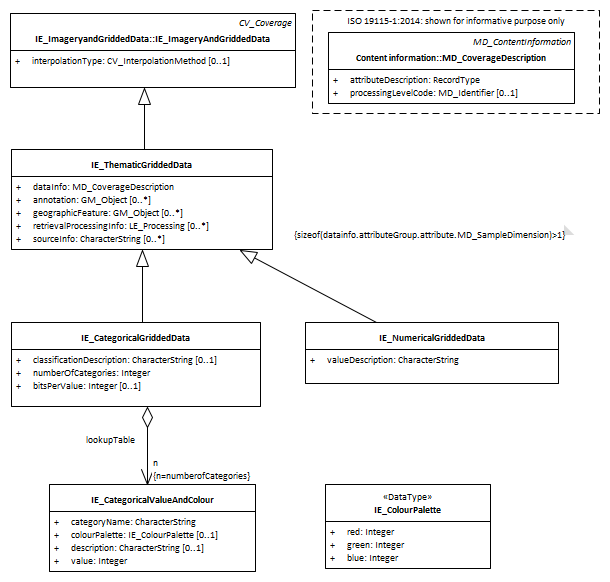 CV_Coverage
IE_ImageryandGriddedData::IE_ImageryAndGriddedData
+ interpolationType: CV_InterpolationMethod [0..1]
ISO 19115-1:2014: shown for informative purpose only
MD_ContentInformation
Content information::MD_CoverageDescription
+ attributeDescription: RecordType
+ processingLevelCode: MD_Identifier [0..1]
IE_ThematicGriddedData
+ dataInfo: MD_CoverageDescription
+ annotation: GM_Object [0..*]
+ geographicFeature: GM_Object [0..*]
+ retrievalProcessingInfo: LE_Processing [0..*]
+ sourceInfo: CharacterString [0..*]
{sizeof(datainfo.attributeGroup.attribute.MD_SampleDimension)>1}
IE_CategoricalGriddedData
+ classificationDescription: CharacterString [0..1]
+ numberOfCategories: Integer
+ bitsPerValue: Integer [0..1]
IE_NumericalGriddedData
+ valueDescription: CharacterString
lookupTable
n
{n=numberofCategories}
IE_CategoricalValueAndColour
+ categoryName: CharacterString
+ colourPalette: IE_ColourPalette [0..1]
+ description: CharacterString [0..1]
+ value: Integer
«DataType»
IE_ColourPalette
+ red: Integer
+ green: Integer
+ blue: Integer